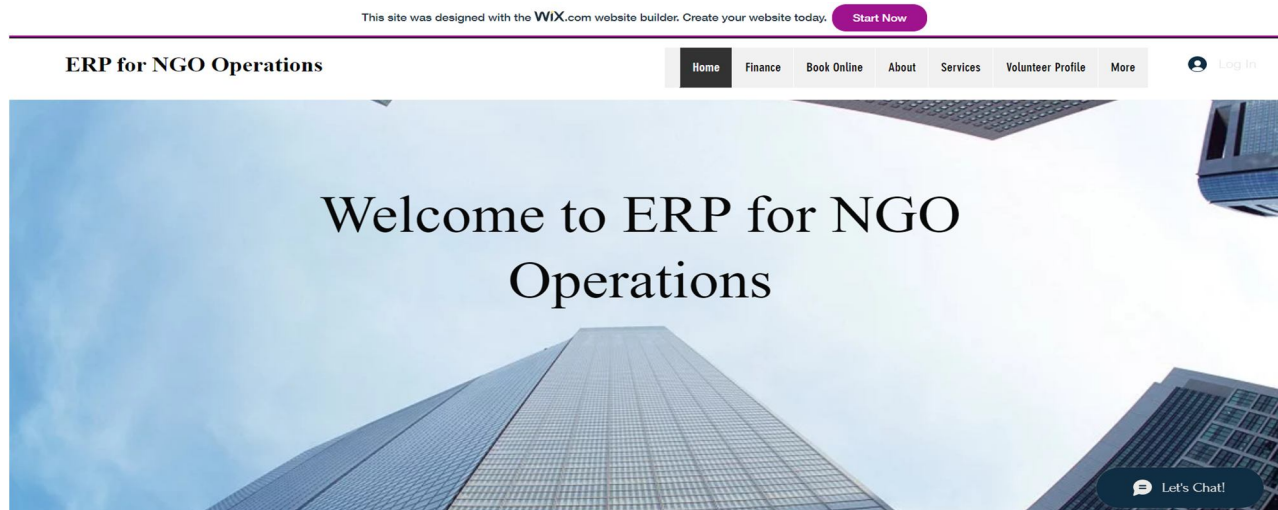 This site was designed with the WiX.com website builder. Create your website today. Start Now
ERP for NGO Operations
Home Finance Book Online About Services Volunteer Profile More Log In
Welcome to ERP for NGO
Operations
Let's Chat!